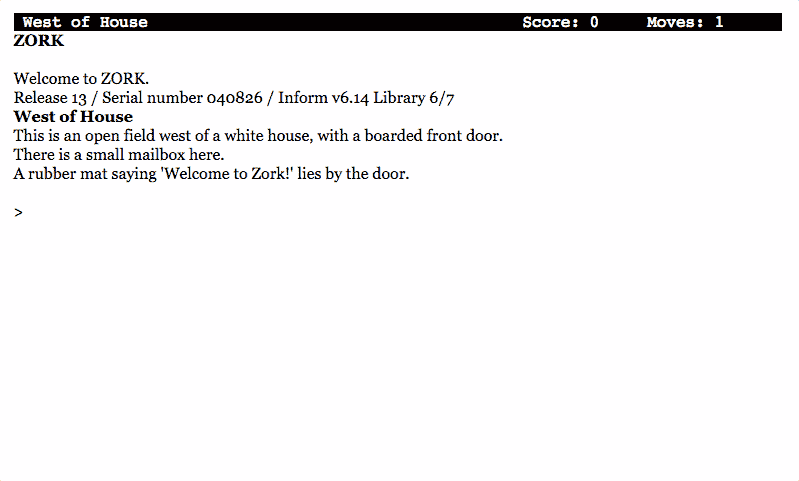 West of House Score: 0 Moves: 1
ZORK
Welcome to ZORK.
Release 13 / Serial number 040826 / Inform v6.14 Library 6/7
West of House
This is an open field west of a white house, with a boarded front door.
There is a small mailbox here.
A rubber mat saying 'Welcome to Zork!' lies by the door.
>